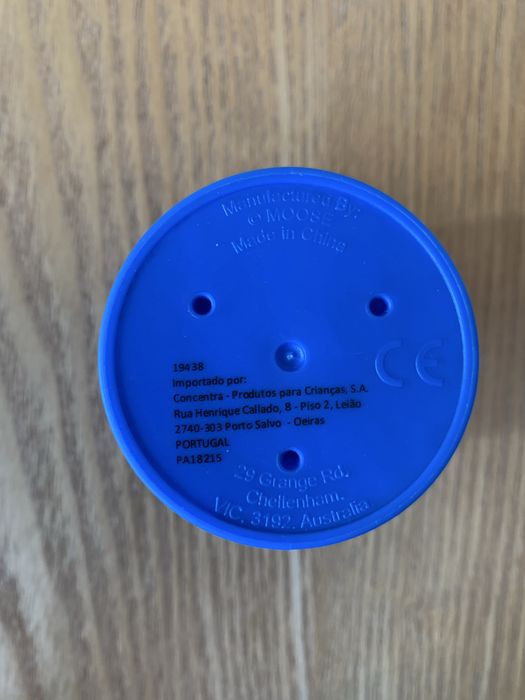 Manufactured By:
© MOOSE
Made in China
CE
19438
Importado por:
Concentra - Produtos para Crianças, S.A.
Rua Henrique Callado, 8 - Piso 2, Leião
2740-303 Porto Salvo - Oeiras
PORTUGAL
PA18215
29 Grange Rd,
Cheltenham,
VIC, 3192, Australia